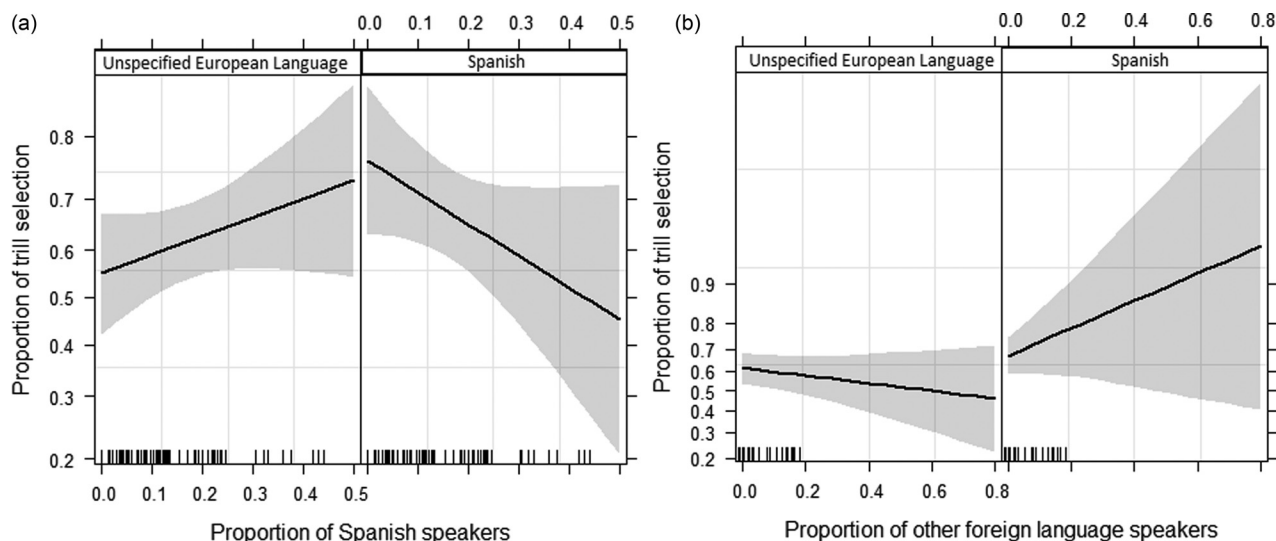 (a)
0.0 0.1 0.2 0.3 0.4 0.5
Unspecified European Language
Spanish
Proportion of trill selection
0.8
0.7
0.6
0.5
0.4
0.3
0.2
0.0 0.1 0.2 0.3 0.4 0.5
Proportion of Spanish speakers
(b)
0.0 0.2 0.4 0.6 0.8
Unspecified European Language
Spanish
Proportion of trill selection
0.9
0.8
0.7
0.6
0.5
0.4
0.3
0.2
0.0 0.2 0.4 0.6 0.8
Proportion of other foreign language speakers